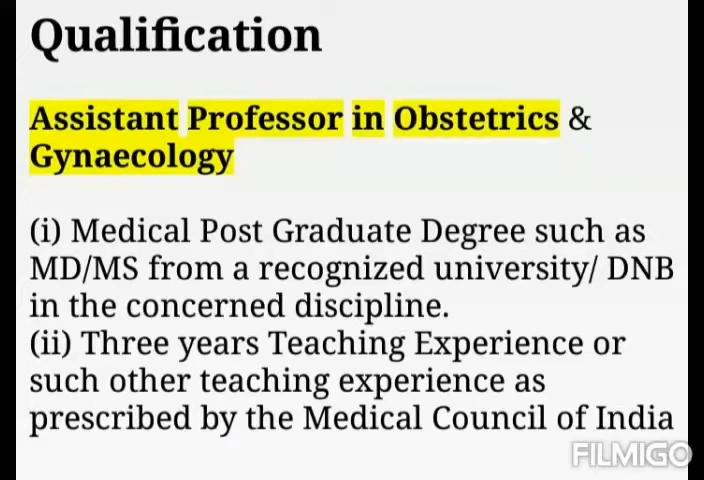 Qualification
Assistant Professor in Obstetrics &
Gynaecology
(i) Medical Post Graduate Degree such as
MD/MS from a recognized university/ DNB
in the concerned discipline.
(ii) Three years Teaching Experience or
such other teaching experience as
prescribed by the Medical Council of India
FILMIGO